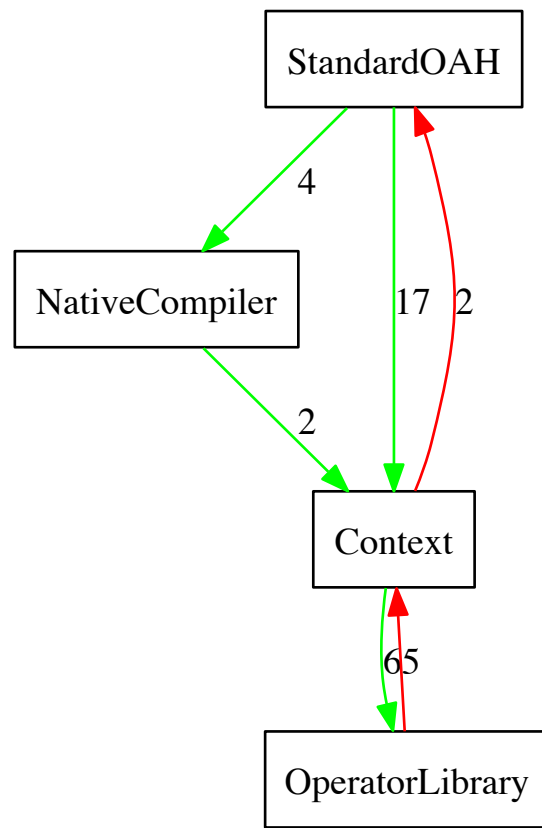 StandardOAH
4
NativeCompiler
17
2
2
Context
65
OperatorLibrary